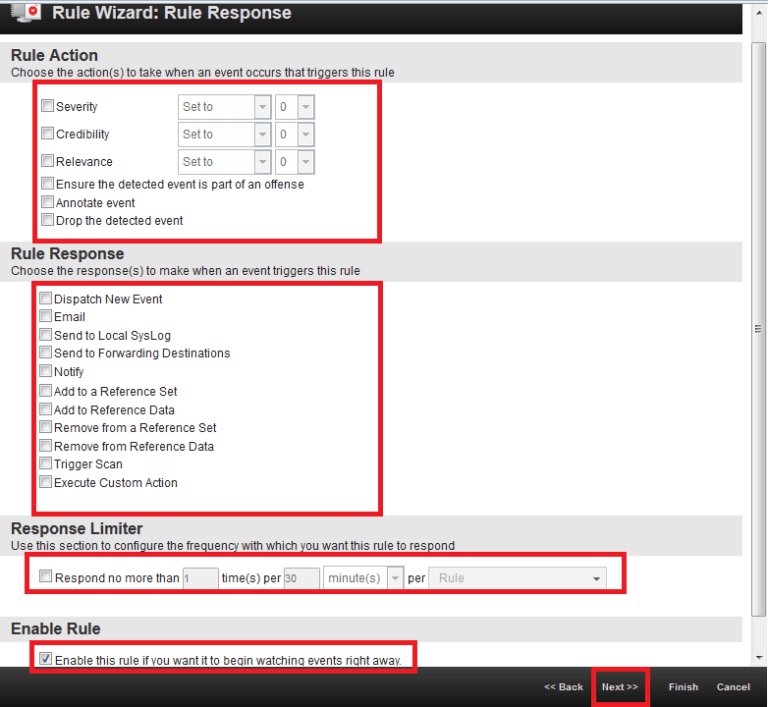 Rule Wizard: Rule Response
Rule Action
Choose the action(s) to take when an event occurs that triggers this rule
Severity Set to 0
Credibility Set to 0
Relevance Set to 0
Ensure the detected event is part of an offense
Annotate event
Drop the detected event
Rule Response
Choose the response(s) to make when an event triggers this rule
Dispatch New Event
Email
Send to Local SysLog
Send to Forwarding Destinations
Notify
Add to a Reference Set
Add to Reference Data
Remove from a Reference Set
Remove from Reference Data
Trigger Scan
Execute Custom Action
Response Limiter
Use this section to configure the frequency with which you want this rule to respond
Respond no more than 1 time(s) per 30 minute(s) per Rule
Enable Rule
Enable this rule if you want it to begin watching events right away.
<< Back Next >> Finish Cancel